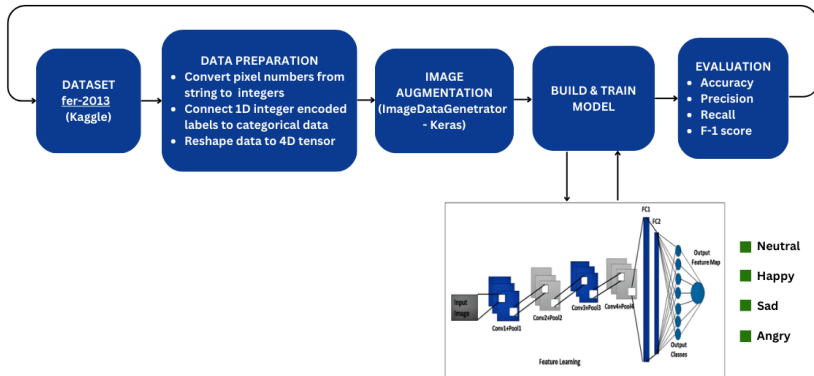 DATASET
fer-2013
(Kaggle)
DATA PREPARATION
• Convert pixel numbers from
string to integers
• Connect 1D integer encoded
labels to categorical data
• Reshape data to 4D tensor
IMAGE
AUGMENTATION
(ImageDataGenetrator
- Keras)
BUILD & TRAIN
MODEL
EVALUATION
• Accuracy
• Precision
• Recall
• F-1 score
Input
Image
Conv1+Pool1
Conv2+Pool2
Conv3+Pool3
Conv4+Pool4
FC1
FC2
Output
Feature Map
Output
Classes
Feature Learning
Neutral
Happy
Sad
Angry